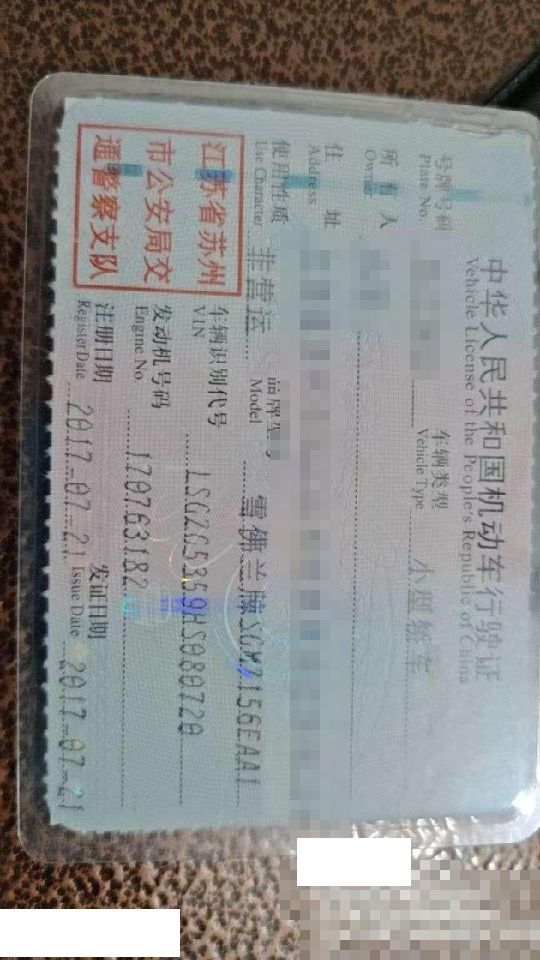 中华人民共和国机动车行驶证
Vehicle License of the People's Republic of China
号牌号码
Plate No.
车辆类型 小型轿车
Vehicle Type
所有人
Owner
住址
Address
使用性质 非营运
Use Character
品牌型号 雪佛兰牌SGM7156EAA1
Model
江苏省苏州
市公安局交
通警察支队
车辆识别代号
VIN
发动机号码 170763182
Engine No.
注册日期 2017-07-21
Register Date
发证日期 2017-07-21
Issue Date